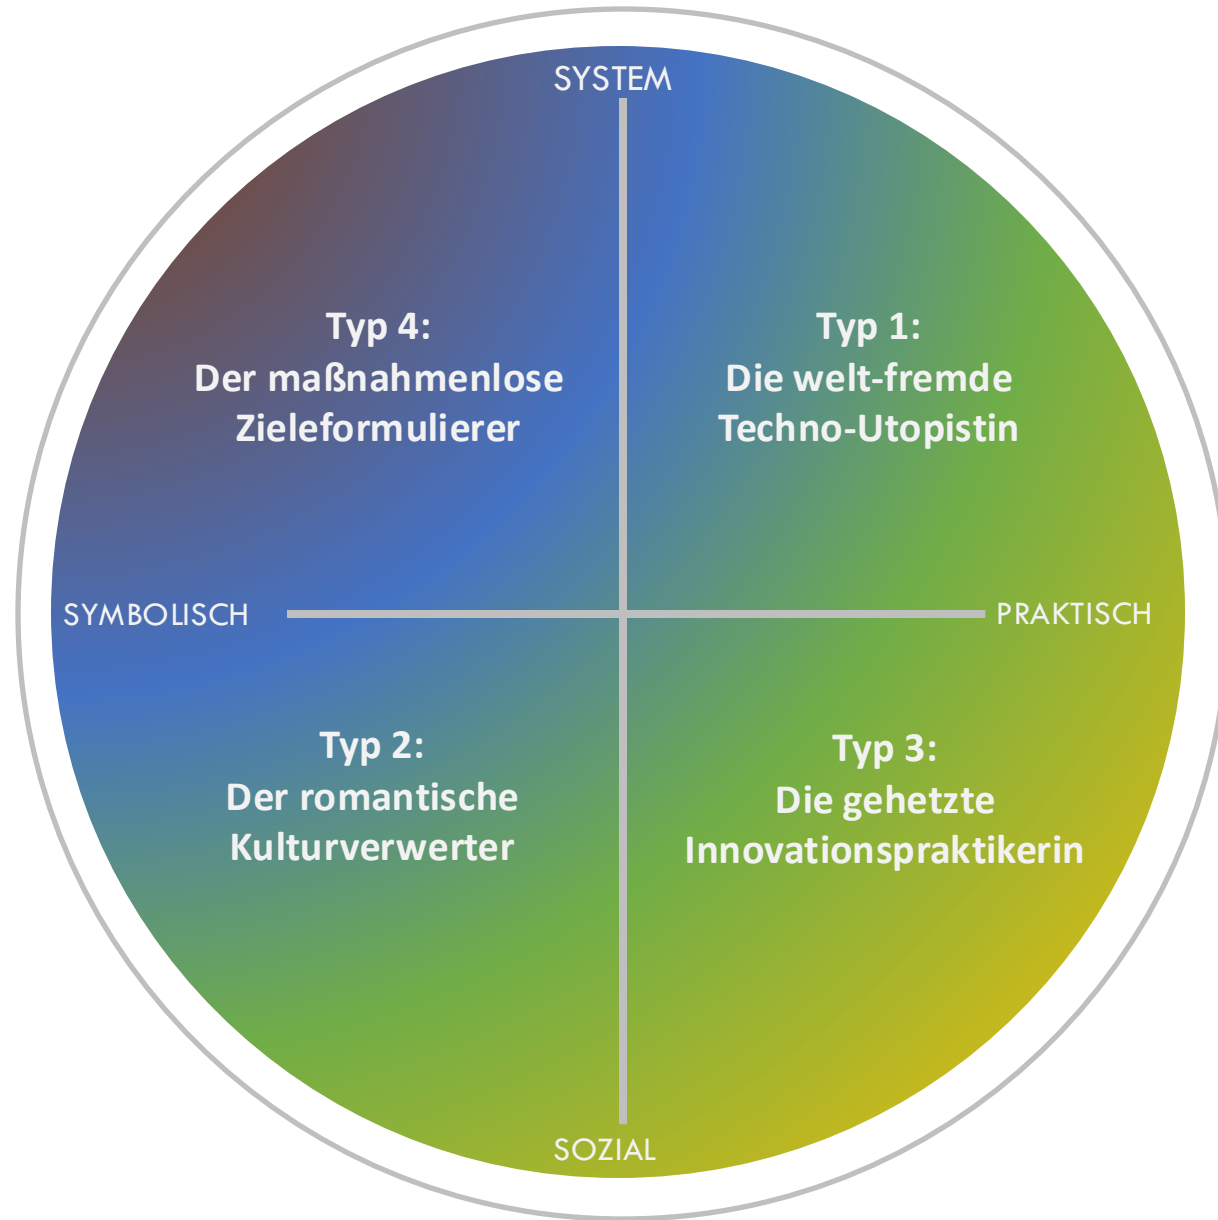 SYSTEM
Typ 4:
Der maßnahmenlose
Zieleformulierer
Typ 1:
Die welt-fremde
Techno-Utopistin
SYMBOLISCH
PRAKTISCH
Typ 2:
Der romantische
Kulturverwerter
Typ 3:
Die gehetzte
Innovationspraktikerin
SOZIAL